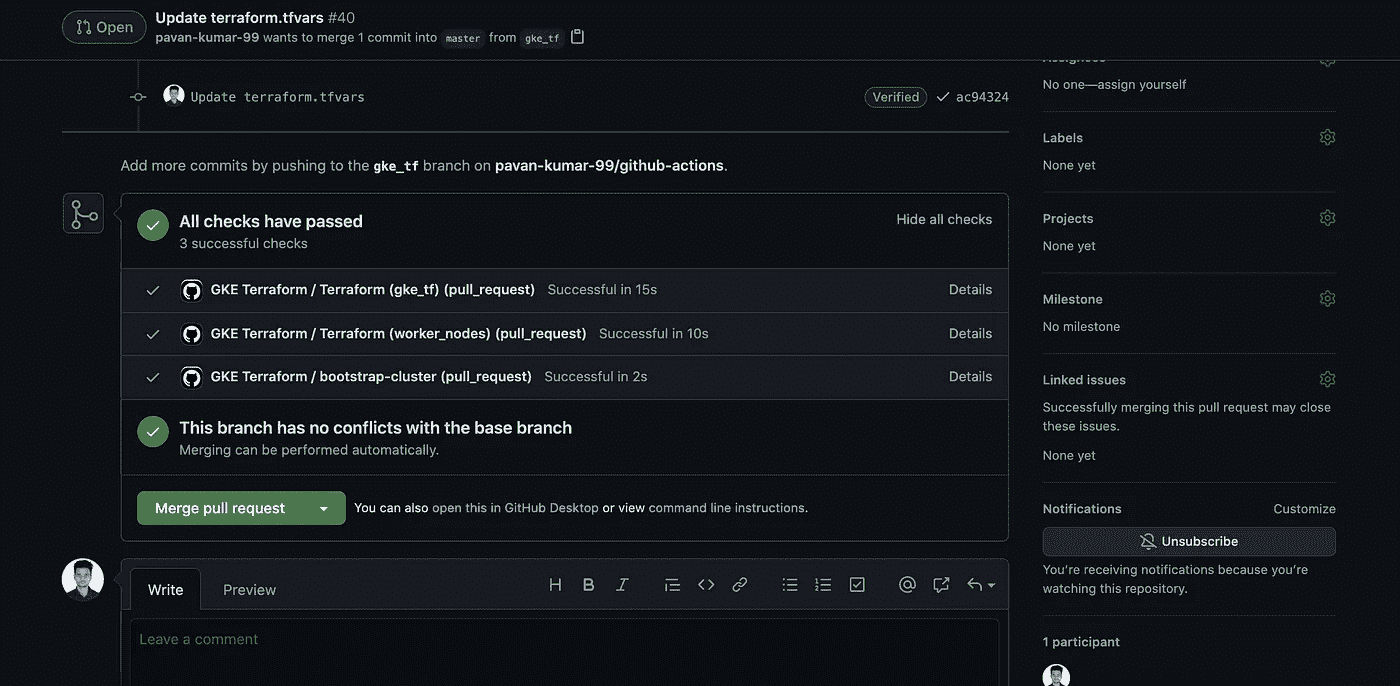 Open
Update terraform.tfvars #40
pavan-kumar-99 wants to merge 1 commit into master from gke_tf
Update terraform.tfvars
Verified
ac94324
Add more commits by pushing to the gke_tf branch on pavan-kumar-99/github-actions.
All checks have passed
Hide all checks
3 successful checks
GKE Terraform / Terraform (gke_tf) (pull_request) Successful in 15s
Details
GKE Terraform / Terraform (worker_nodes) (pull_request) Successful in 10s
Details
GKE Terraform / bootstrap-cluster (pull_request) Successful in 2s
Details
This branch has no conflicts with the base branch
Merging can be performed automatically.
Merge pull request
You can also open this in GitHub Desktop or view command line instructions.
Write
Preview
H B I
Leave a comment
Assignees
No one—assign yourself
Labels
None yet
Projects
None yet
Milestone
No milestone
Linked issues
Successfully merging this pull request may close
these issues.
None yet
Notifications
Customize
Unsubscribe
You're receiving notifications because you're
watching this repository.
1 participant